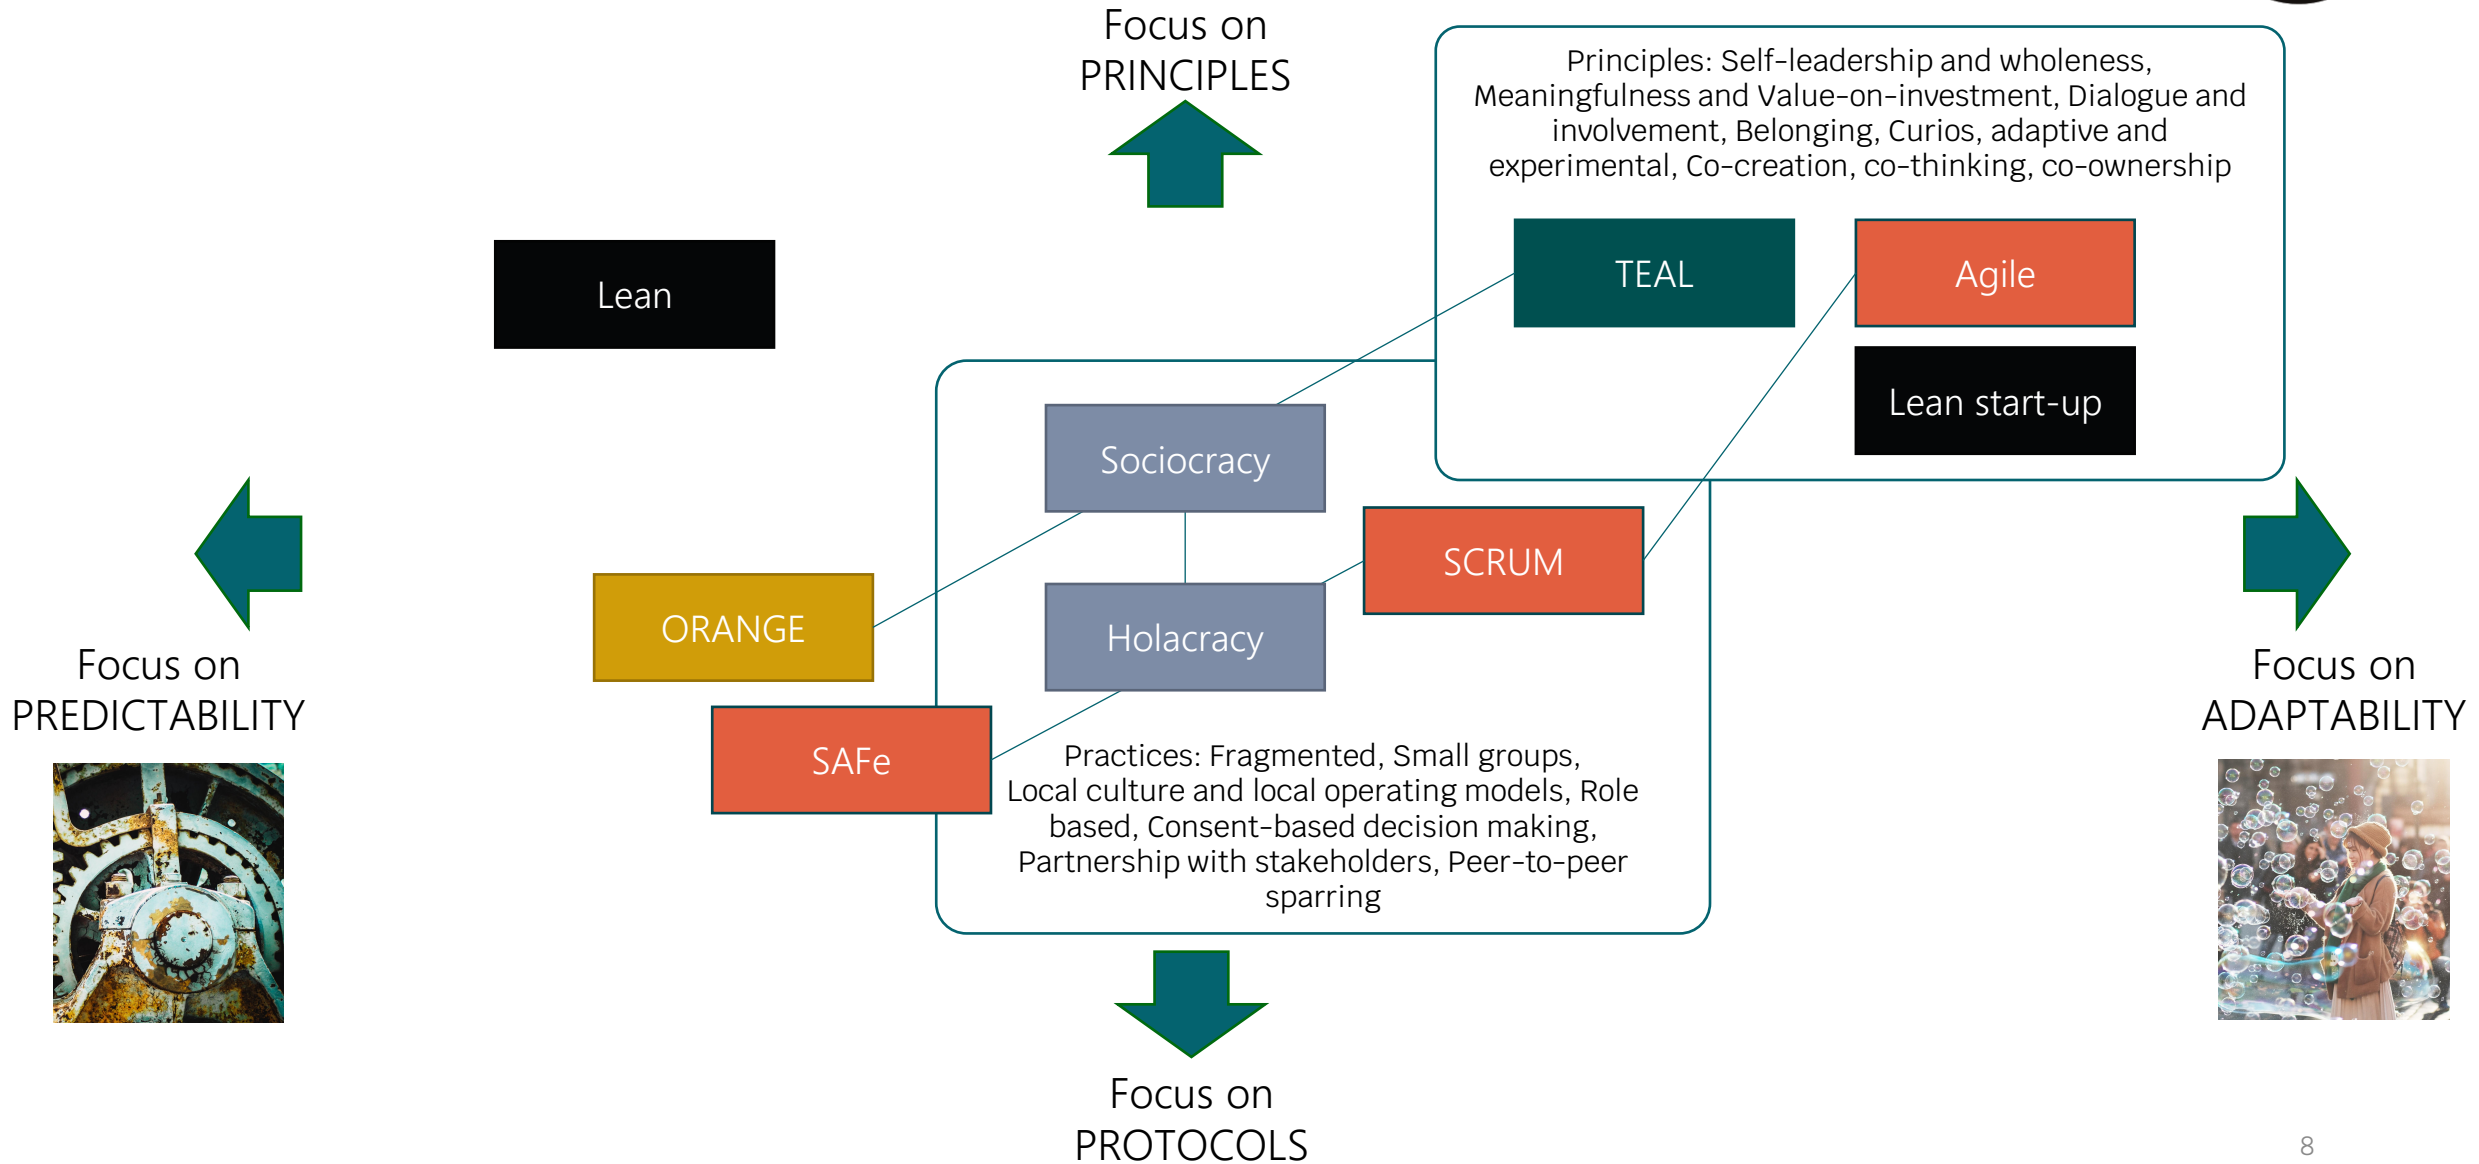 Focus on
PRINCIPLES
Principles: Self-leadership and wholeness,
Meaningfulness and Value-on-investment, Dialogue and
involvement, Belonging, Curios, adaptive and
experimental, Co-creation, co-thinking, co-ownership
TEAL
Agile
Lean
Lean start-up
Sociocracy
SCRUM
ORANGE
Holacracy
Focus on
PREDICTABILITY
Focus on
ADAPTABILITY
SAFe
Practices: Fragmented, Small groups,
Local culture and local operating models, Role
based, Consent-based decision making,
Partnership with stakeholders, Peer-to-peer
sparring
Focus on
PROTOCOLS
8